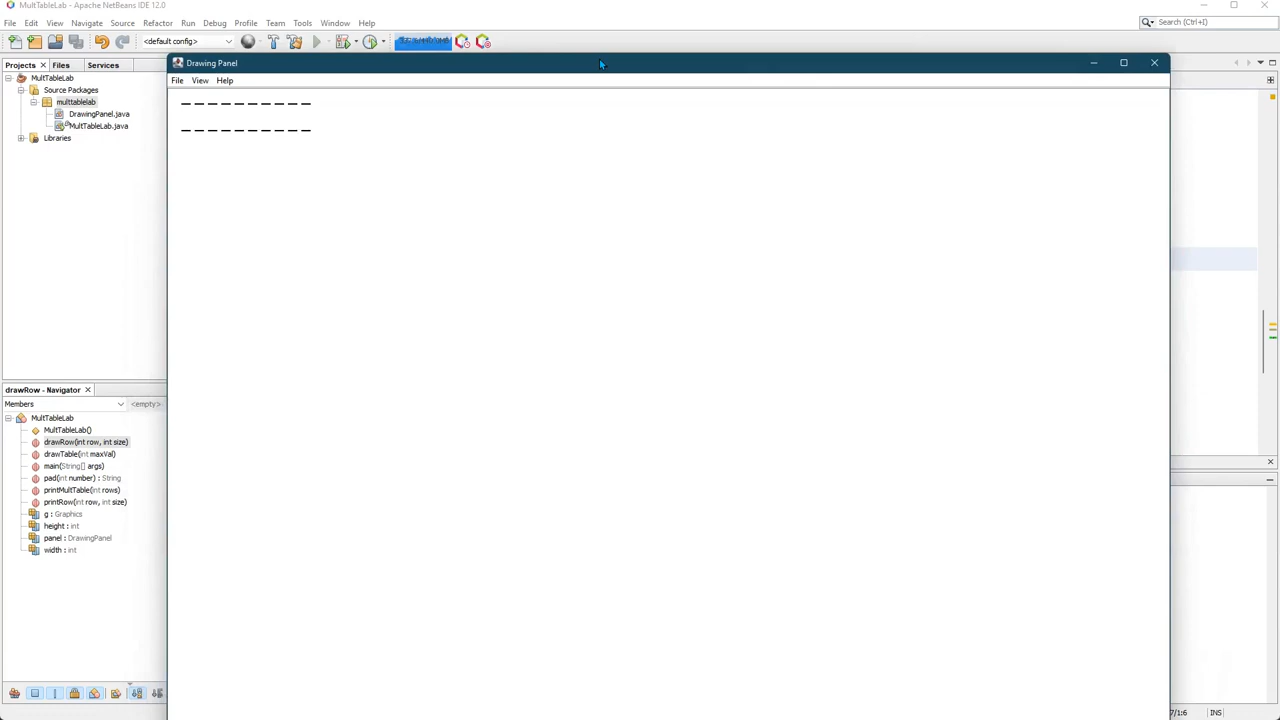 MultTableLab - Apache NetBeans IDE 12.0
File Edit View Navigate Source Refactor Run Debug Profile Team Tools Window Help
Search (Ctrl+I)
<default config>
Projects Files Services
Drawing Panel
File View Help
MultTableLab
Source Packages
multtablelab
DrawingPanel.java
MultTableLab.java
Libraries
_ _ _ _ _ _ _ _ _ _
_ _ _ _ _ _ _ _ _ _
drawRow - Navigator
Members <empty>
MultTableLab
MultTableLab()
drawRow(int row, int size)
drawTable(int maxVal)
main(String[] args)
pad(int number) : String
printMultTable(int rows)
printRow(int row, int size)
g : Graphics
height : int
panel : DrawingPanel
width : int
7/1:6 INS